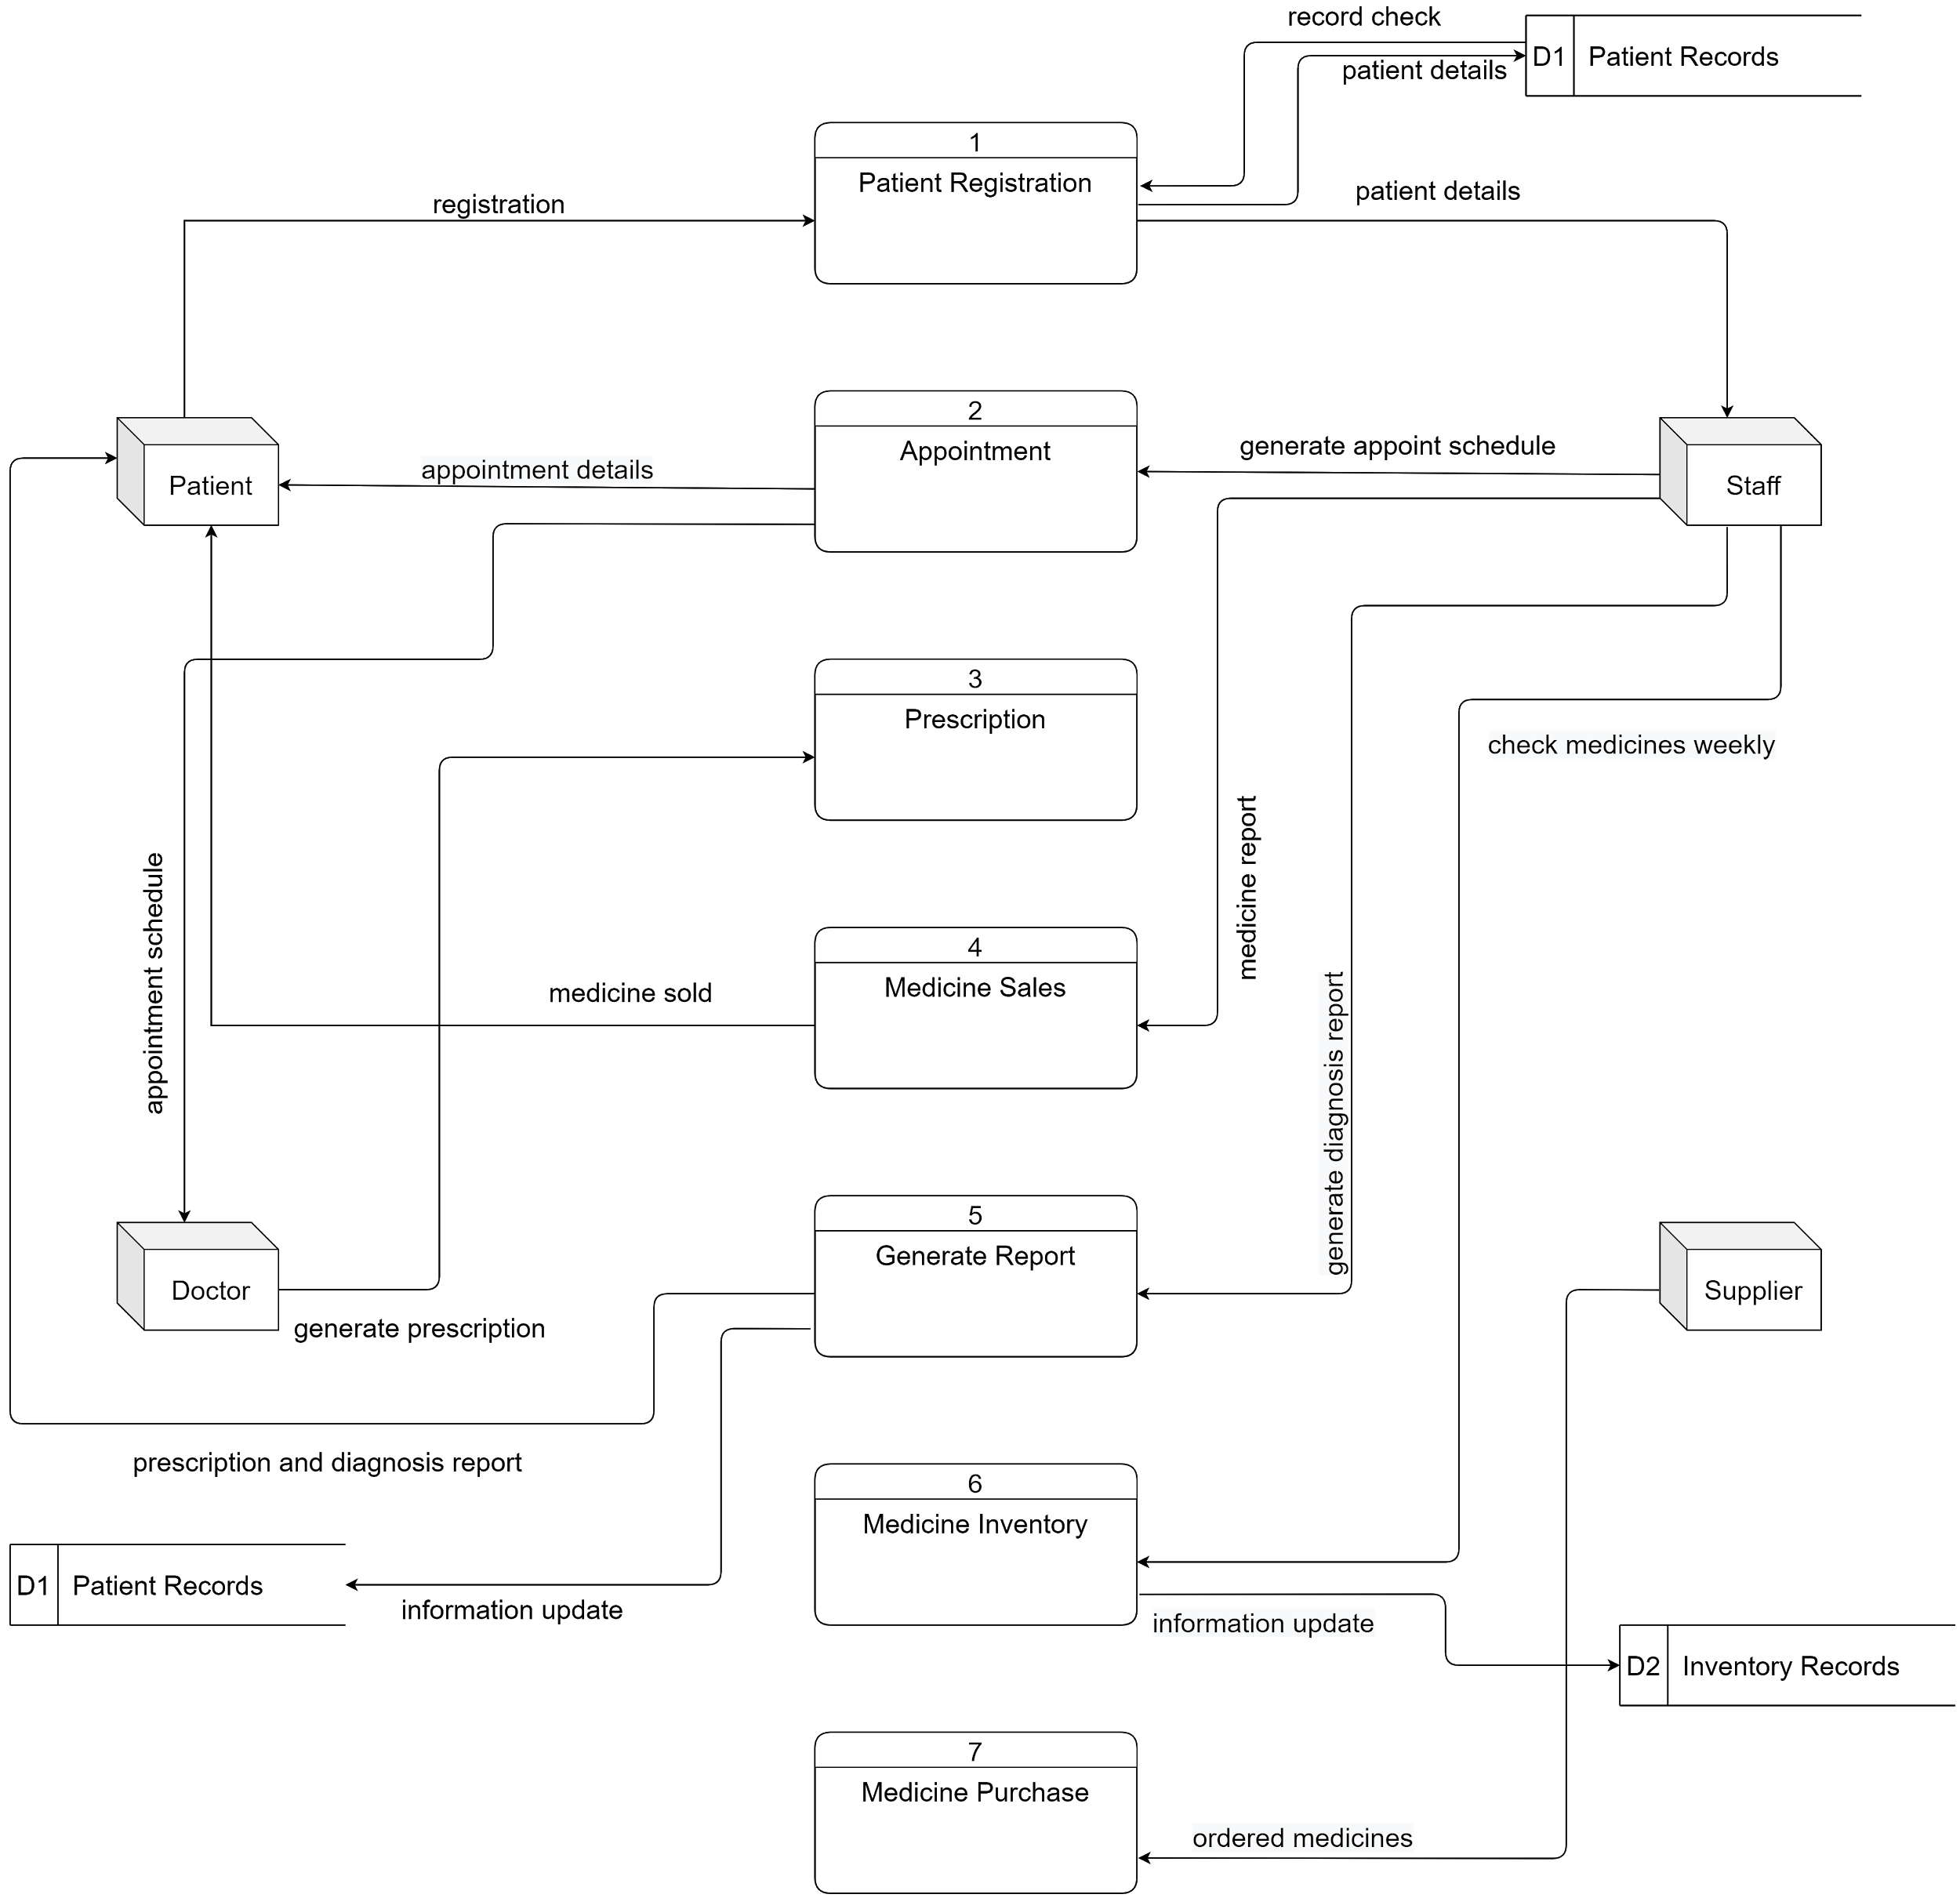 record check
D1
Patient Records
patient details
1
Patient Registration
registration
patient details
2
Appointment
generate appoint schedule
appointment details
Patient
Staff
3
Prescription
check medicines weekly
medicine report
appointment schedule
4
Medicine Sales
medicine sold
generate diagnosis report
5
Generate Report
Doctor
Supplier
generate prescription
prescription and diagnosis report
6
Medicine Inventory
D1
Patient Records
information update
information update
D2
Inventory Records
7
Medicine Purchase
ordered medicines